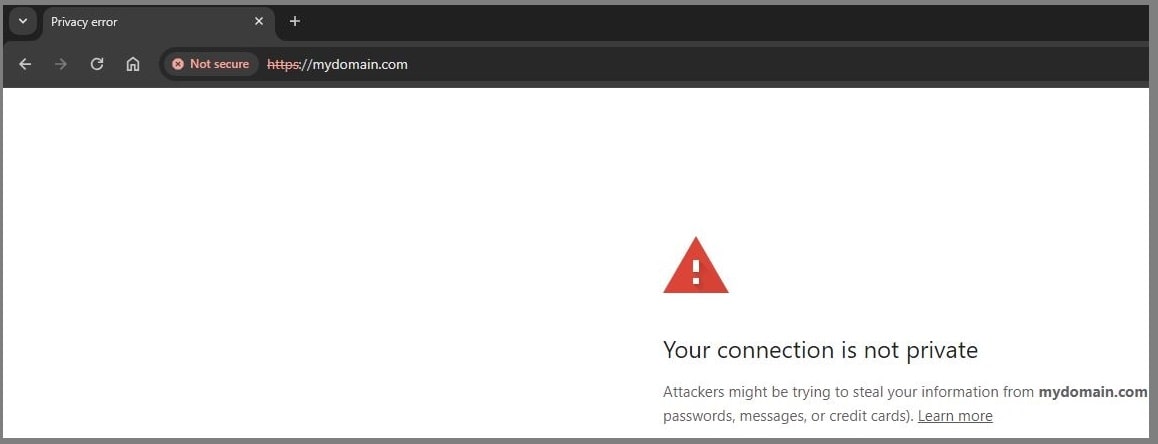 Privacy error
Not secure https://mydomain.com
Your connection is not private
Attackers might be trying to steal your information from mydomain.com
passwords, messages, or credit cards). Learn more